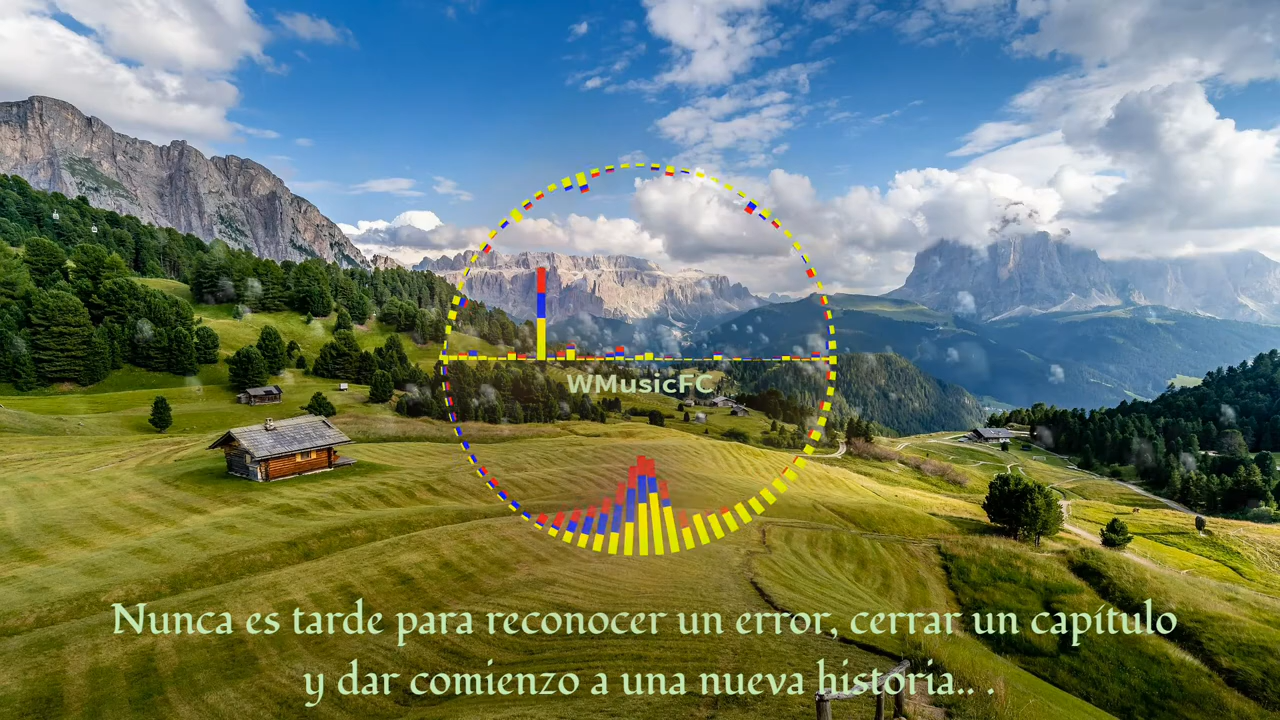 WMusicFC
Nunca es tarde para reconocer un error, cerrar un capítulo
y dar comienzo a una nueva historia.. .